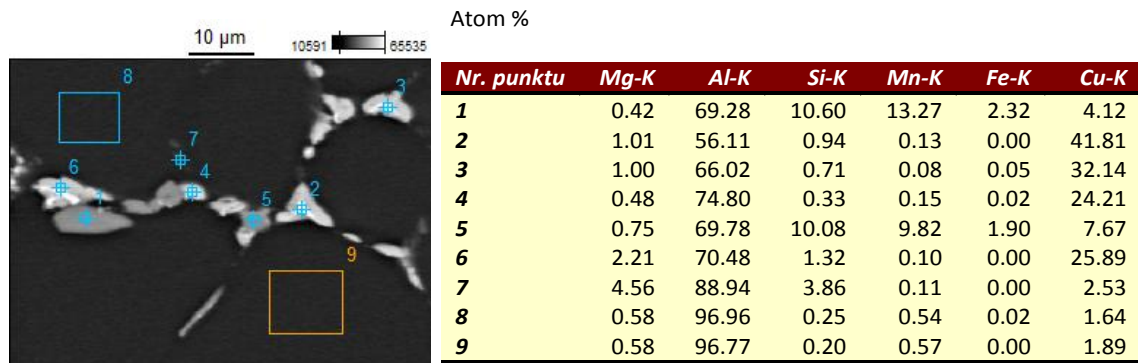 Atom %
10 µm
10591 65535
8
3
7
6
4
1
5
2
9
Nr. punktu Mg-K Al-K Si-K Mn-K Fe-K Cu-K
1 0.42 69.28 10.60 13.27 2.32 4.12
2 1.01 56.11 0.94 0.13 0.00 41.81
3 1.00 66.02 0.71 0.08 0.05 32.14
4 0.48 74.80 0.33 0.15 0.02 24.21
5 0.75 69.78 10.08 9.82 1.90 7.67
6 2.21 70.48 1.32 0.10 0.00 25.89
7 4.56 88.94 3.86 0.11 0.00 2.53
8 0.58 96.96 0.25 0.54 0.02 1.64
9 0.58 96.77 0.20 0.57 0.00 1.89